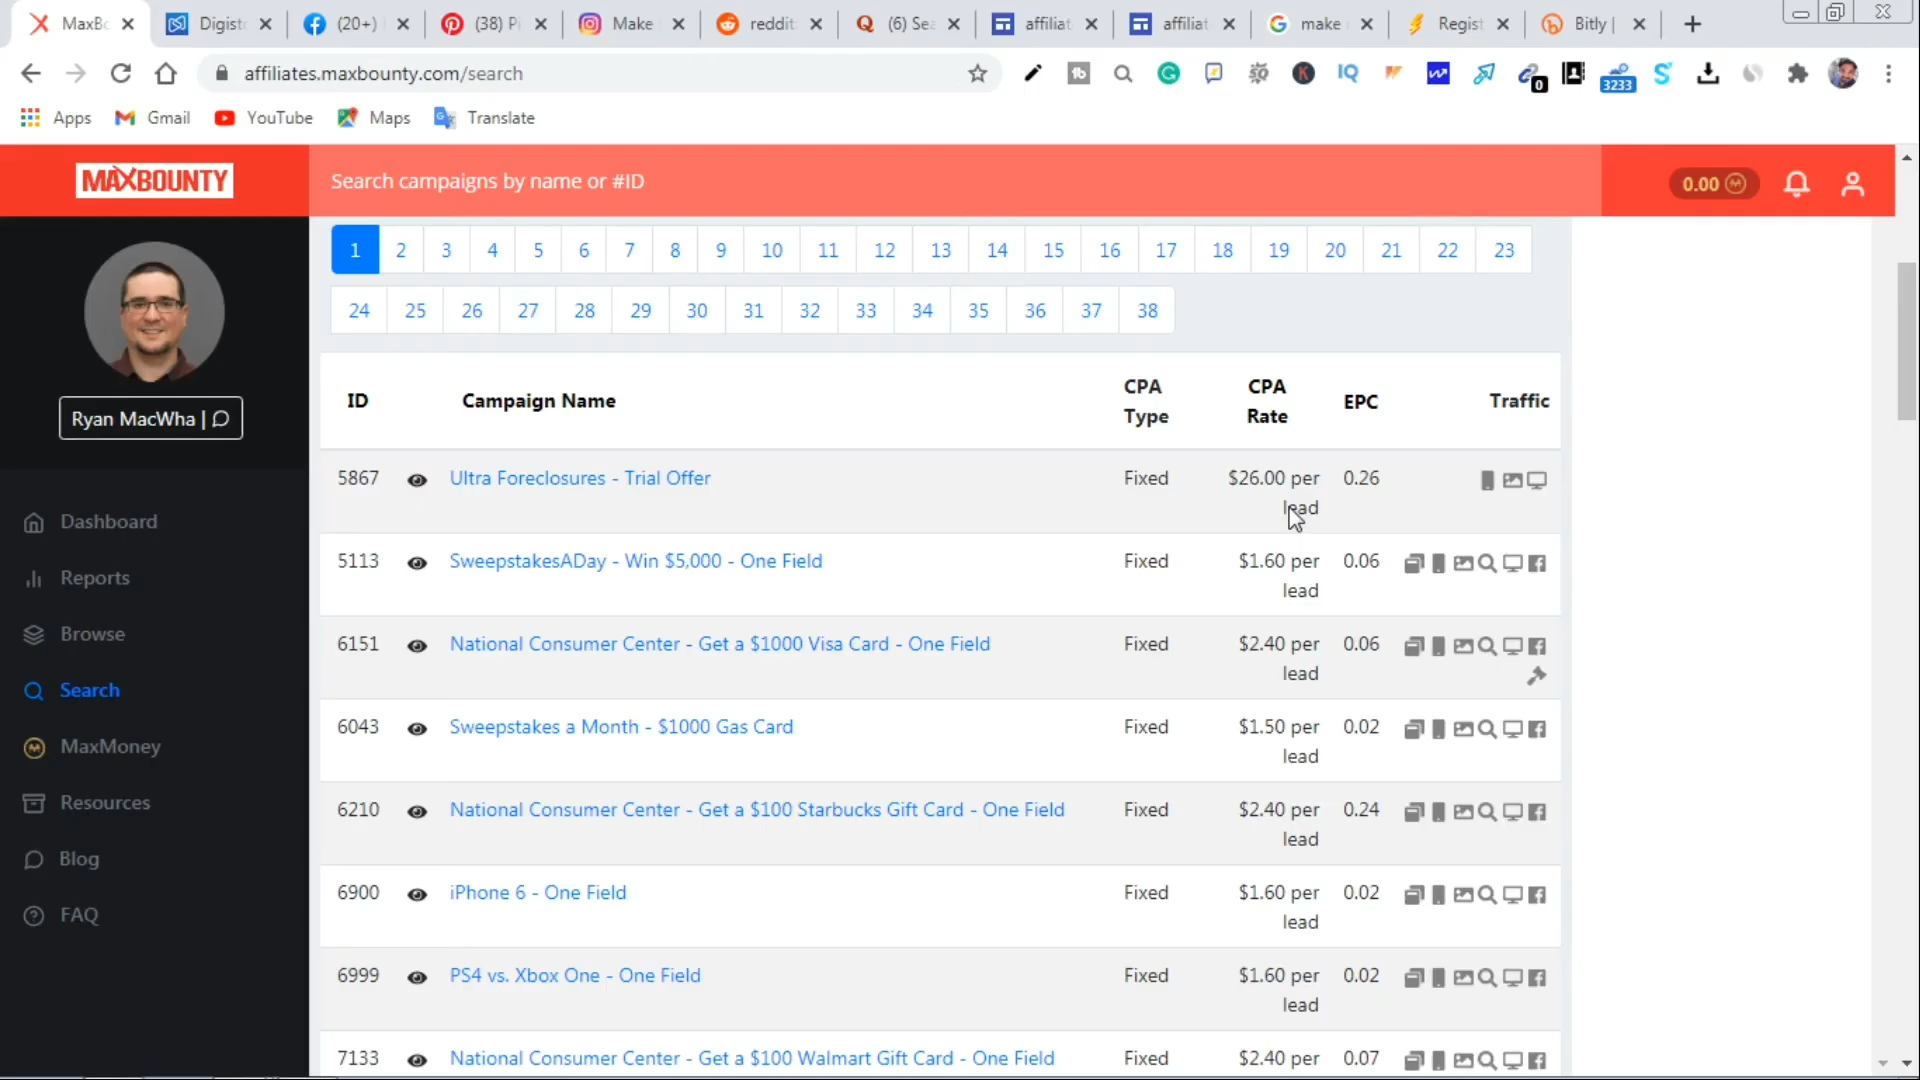 MaxBo
Digisto
(20+)
(38) Pi
Make
reddit
(6) Sea
affiliat
affiliat
make
Regist
Bitly |
affiliates.maxbounty.com/search
IQ
0
3233
Apps
Gmail
YouTube
Maps
Translate
MAXBOUNTY
Search campaigns by name or #ID
0.00
1 2 3 4 5 6 7 8 9 10 11 12 13 14 15 16 17 18 19 20 21 22 23
24 25 26 27 28 29 30 31 32 33 34 35 36 37 38
Ryan MacWha |
Dashboard
Reports
Browse
Search
MaxMoney
Resources
Blog
FAQ
ID Campaign Name CPA Type CPA Rate EPC Traffic
5867 Ultra Foreclosures - Trial Offer Fixed $26.00 per lead 0.26
5113 SweepstakesADay - Win $5,000 - One Field Fixed $1.60 per lead 0.06
6151 National Consumer Center - Get a $1000 Visa Card - One Field Fixed $2.40 per lead 0.06
6043 Sweepstakes a Month - $1000 Gas Card Fixed $1.50 per lead 0.02
6210 National Consumer Center - Get a $100 Starbucks Gift Card - One Field Fixed $2.40 per lead 0.24
6900 iPhone 6 - One Field Fixed $1.60 per lead 0.02
6999 PS4 vs. Xbox One - One Field Fixed $1.60 per lead 0.02
7133 National Consumer Center - Get a $100 Walmart Gift Card - One Field Fixed $2.40 per 0.07